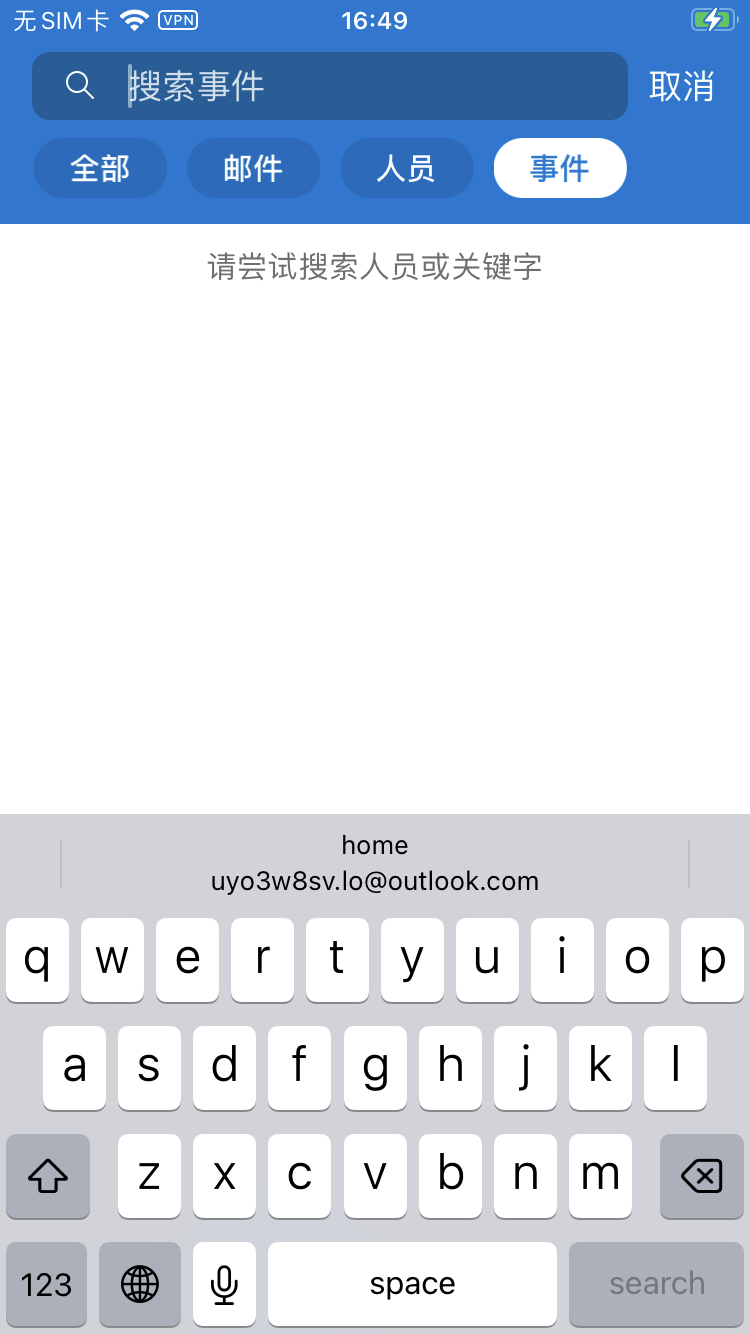 无SIM卡 VPN 16:49
搜索事件 取消
全部 邮件 人员 事件
请尝试搜索人员或关键字
home
uyo3w8sv.lo@outlook.com
q w e r t y u i o p
a s d f g h j k l
z x c v b n m
123 space search